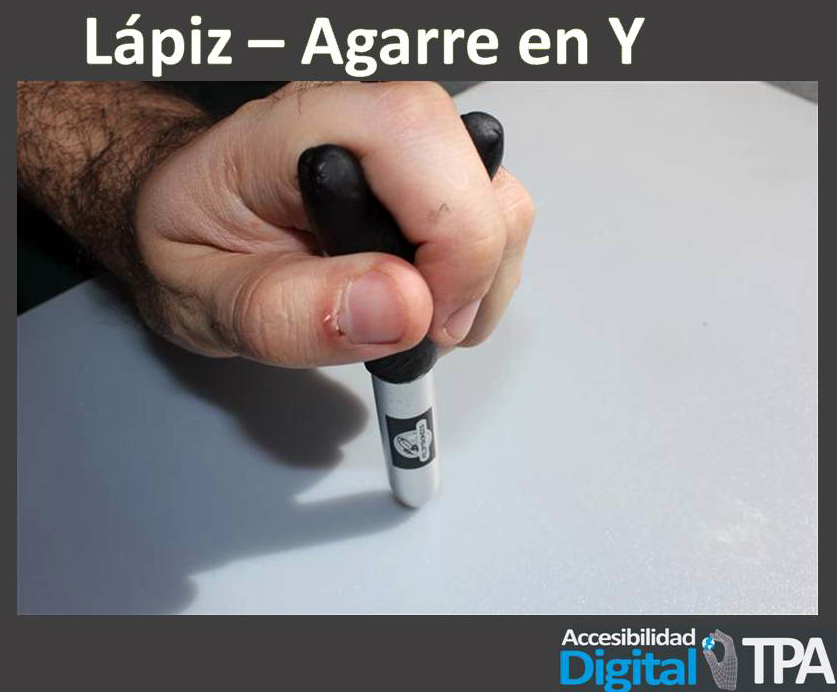 Lápiz – Agarre en Y
Accesibilidad
Digital TPA